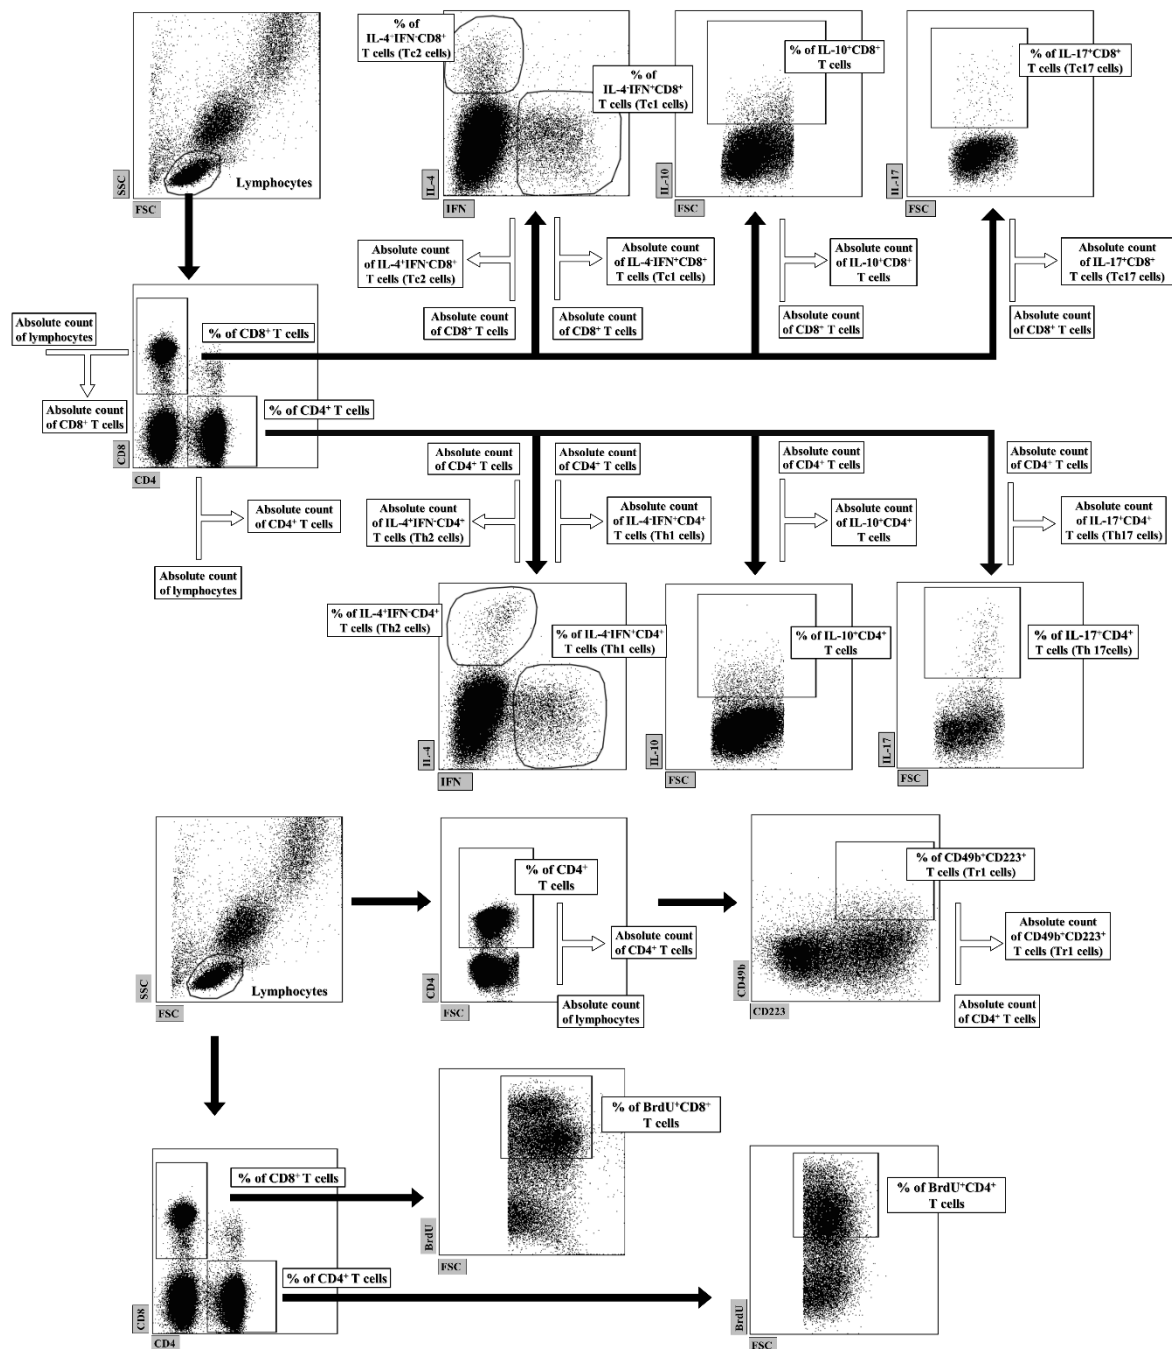 % of
IL-4⁺IFN⁻CD8⁺
T cells (Tc2 cells)
% of
IL-4⁻IFN⁺CD8⁺
T cells (Tc1 cells)
% of IL-10⁺CD8⁺
T cells
% of IL-17⁺CD8⁺
T cells (Tc17 cells)
SSC
Lymphocytes
FSC
IL-4
IFN
IL-10
FSC
IL-17
FSC
Absolute count
of IL-4⁺IFN⁻CD8⁺
T cells (Tc2 cells)
Absolute count
of IL-4⁻IFN⁺CD8⁺
T cells (Tc1 cells)
Absolute count
of IL-10⁺CD8⁺
T cells
Absolute count
of IL-17⁺CD8⁺
T cells (Tc17 cells)
Absolute count
of CD8⁺ T cells
Absolute count
of CD8⁺ T cells
Absolute count
of CD8⁺ T cells
Absolute count
of CD8⁺ T cells
Absolute count
of lymphocytes
% of CD8⁺ T cells
Absolute count
of CD8⁺ T cells
% of CD4⁺ T cells
CD8
CD4
Absolute count
of CD4⁺ T cells
Absolute count
of CD4⁺ T cells
Absolute count
of CD4⁺ T cells
Absolute count
of CD4⁺ T cells
Absolute count
of CD4⁺ T cells
Absolute count
of IL-4⁺IFN⁻CD4⁺
T cells (Th2 cells)
Absolute count
of IL-4⁻IFN⁺CD4⁺
T cells (Th1 cells)
Absolute count
of IL-10⁺CD4⁺
T cells
Absolute count
of IL-17⁺CD4⁺
T cells (Th17 cells)
Absolute count
of lymphocytes
% of IL-4⁺IFN⁻CD4⁺
T cells (Th2 cells)
% of IL-4⁻IFN⁺CD4⁺
T cells (Th1 cells)
% of IL-10⁺CD4⁺
T cells
% of IL-17⁺CD4⁺
T cells (Th 17cells)
IL-4
IFN
IL-10
FSC
IL-17
FSC
SSC
Lymphocytes
FSC
% of CD4⁺
T cells
Absolute count
of CD4⁺ T cells
Absolute count
of lymphocytes
CD4
FSC
% of CD49b⁺CD223⁺
T cells (Tr1 cells)
Absolute count
of CD49b⁺CD223⁺
T cells (Tr1 cells)
Absolute count
of CD4⁺ T cells
CD49b
CD223
% of BrdU⁺CD8⁺
T cells
BrdU
FSC
% of CD8⁺ T cells
% of CD4⁺ T cells
CD8
CD4
% of BrdU⁺CD4⁺
T cells
BrdU
FSC